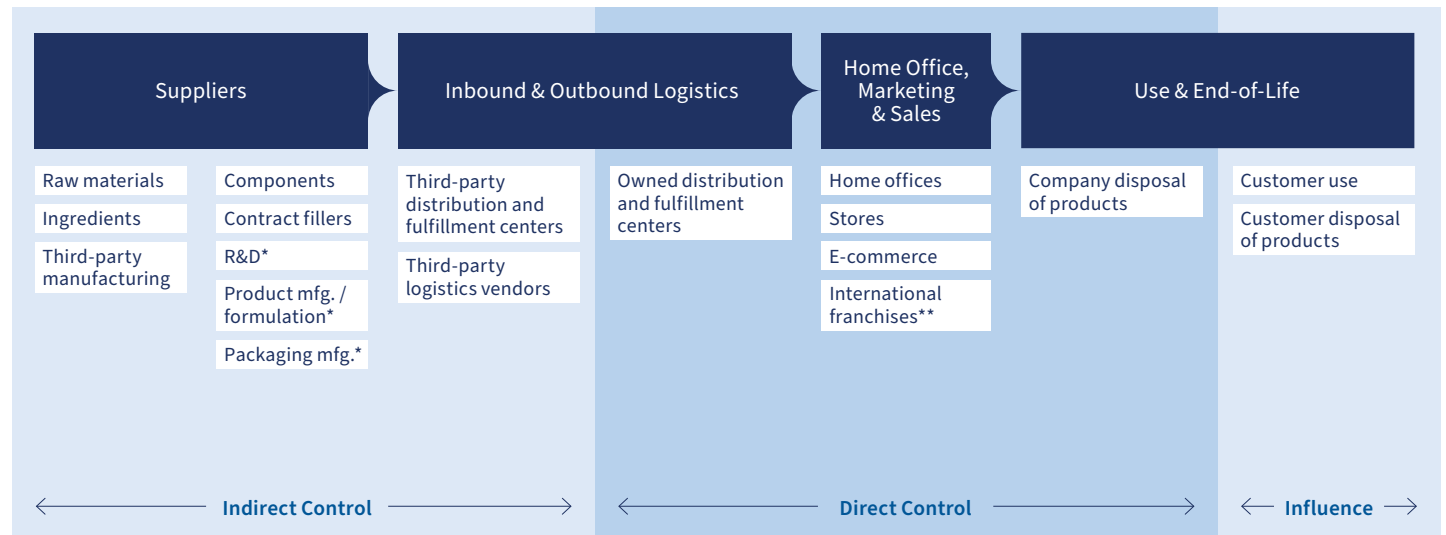 Suppliers
Inbound & Outbound Logistics
Home Office,
Marketing
& Sales
Use & End-of-Life
Raw materials
Ingredients
Third-party
manufacturing
Components
Contract fillers
R&D*
Product mfg. /
formulation*
Packaging mfg.*
Third-party
distribution and
fulfillment centers
Third-party
logistics vendors
Owned distribution
and fulfillment
centers
Home offices
Stores
E-commerce
International
franchises**
Company disposal
of products
Customer use
Customer disposal
of products
Indirect Control
Direct Control
Influence